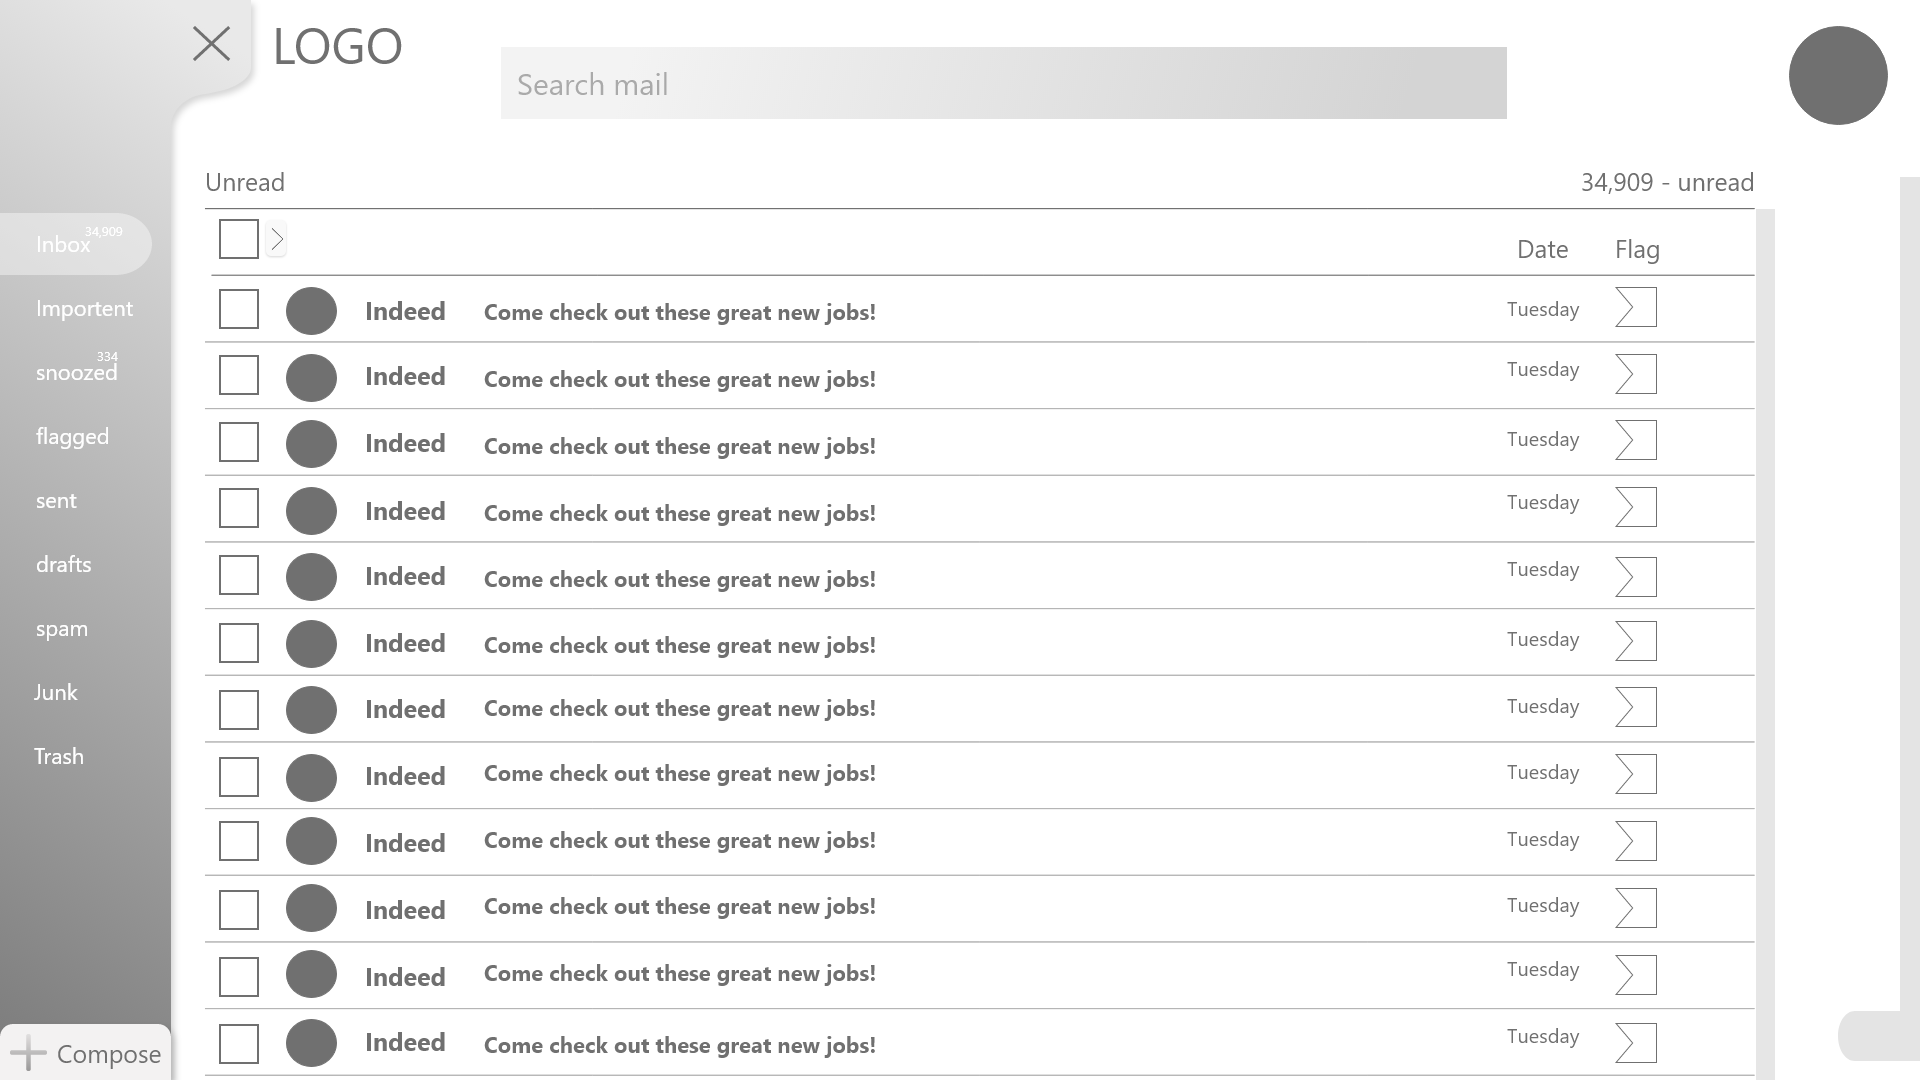 LOGO
Search mail
Unread
34,909 - unread
Date Flag
Indeed Come check out these great new jobs! Tuesday
Indeed Come check out these great new jobs! Tuesday
Indeed Come check out these great new jobs! Tuesday
Indeed Come check out these great new jobs! Tuesday
Indeed Come check out these great new jobs! Tuesday
Indeed Come check out these great new jobs! Tuesday
Indeed Come check out these great new jobs! Tuesday
Indeed Come check out these great new jobs! Tuesday
Indeed Come check out these great new jobs! Tuesday
Indeed Come check out these great new jobs! Tuesday
Indeed Come check out these great new jobs! Tuesday
Indeed Come check out these great new jobs! Tuesday
Inbox 34,909
Importent
snoozed 334
flagged
sent
drafts
spam
Junk
Trash
Compose